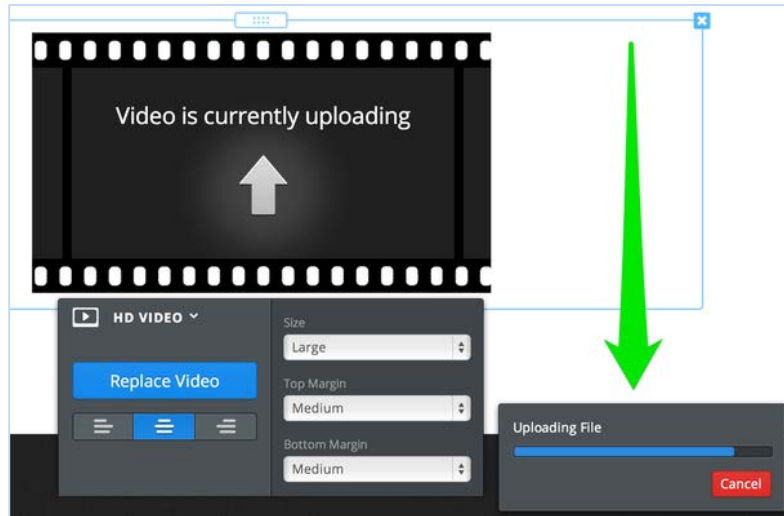 Video is currently uploading
HD VIDEO
Size
Large
Replace Video
Top Margin
Medium
Bottom Margin
Medium
Uploading File
Cancel